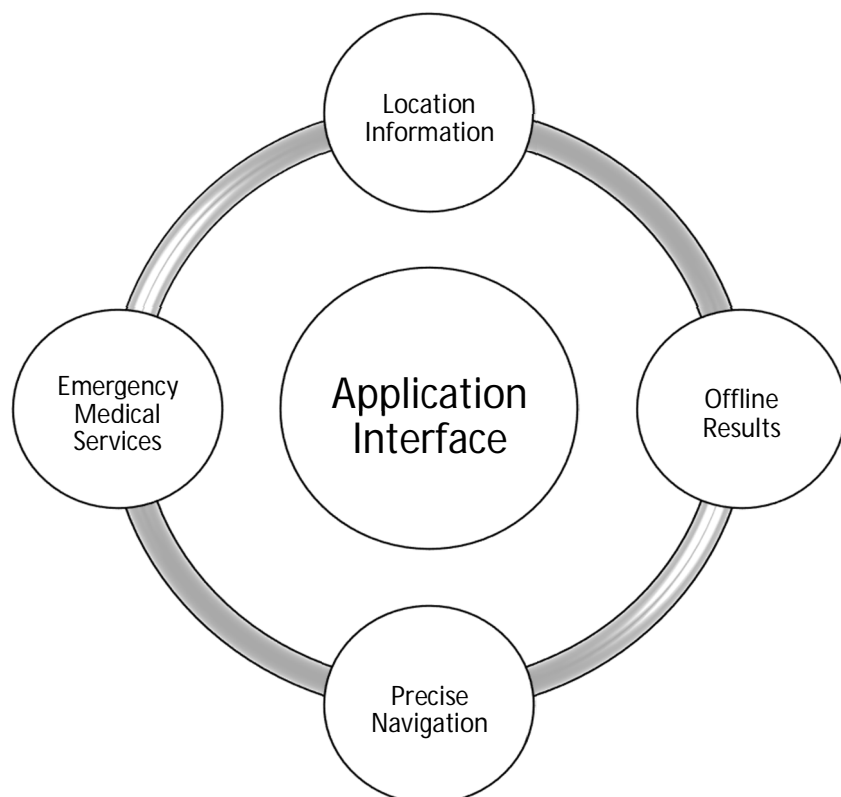 Location
Information
Emergency
Medical
Services
Application
Interface
Offline
Results
Precise
Navigation